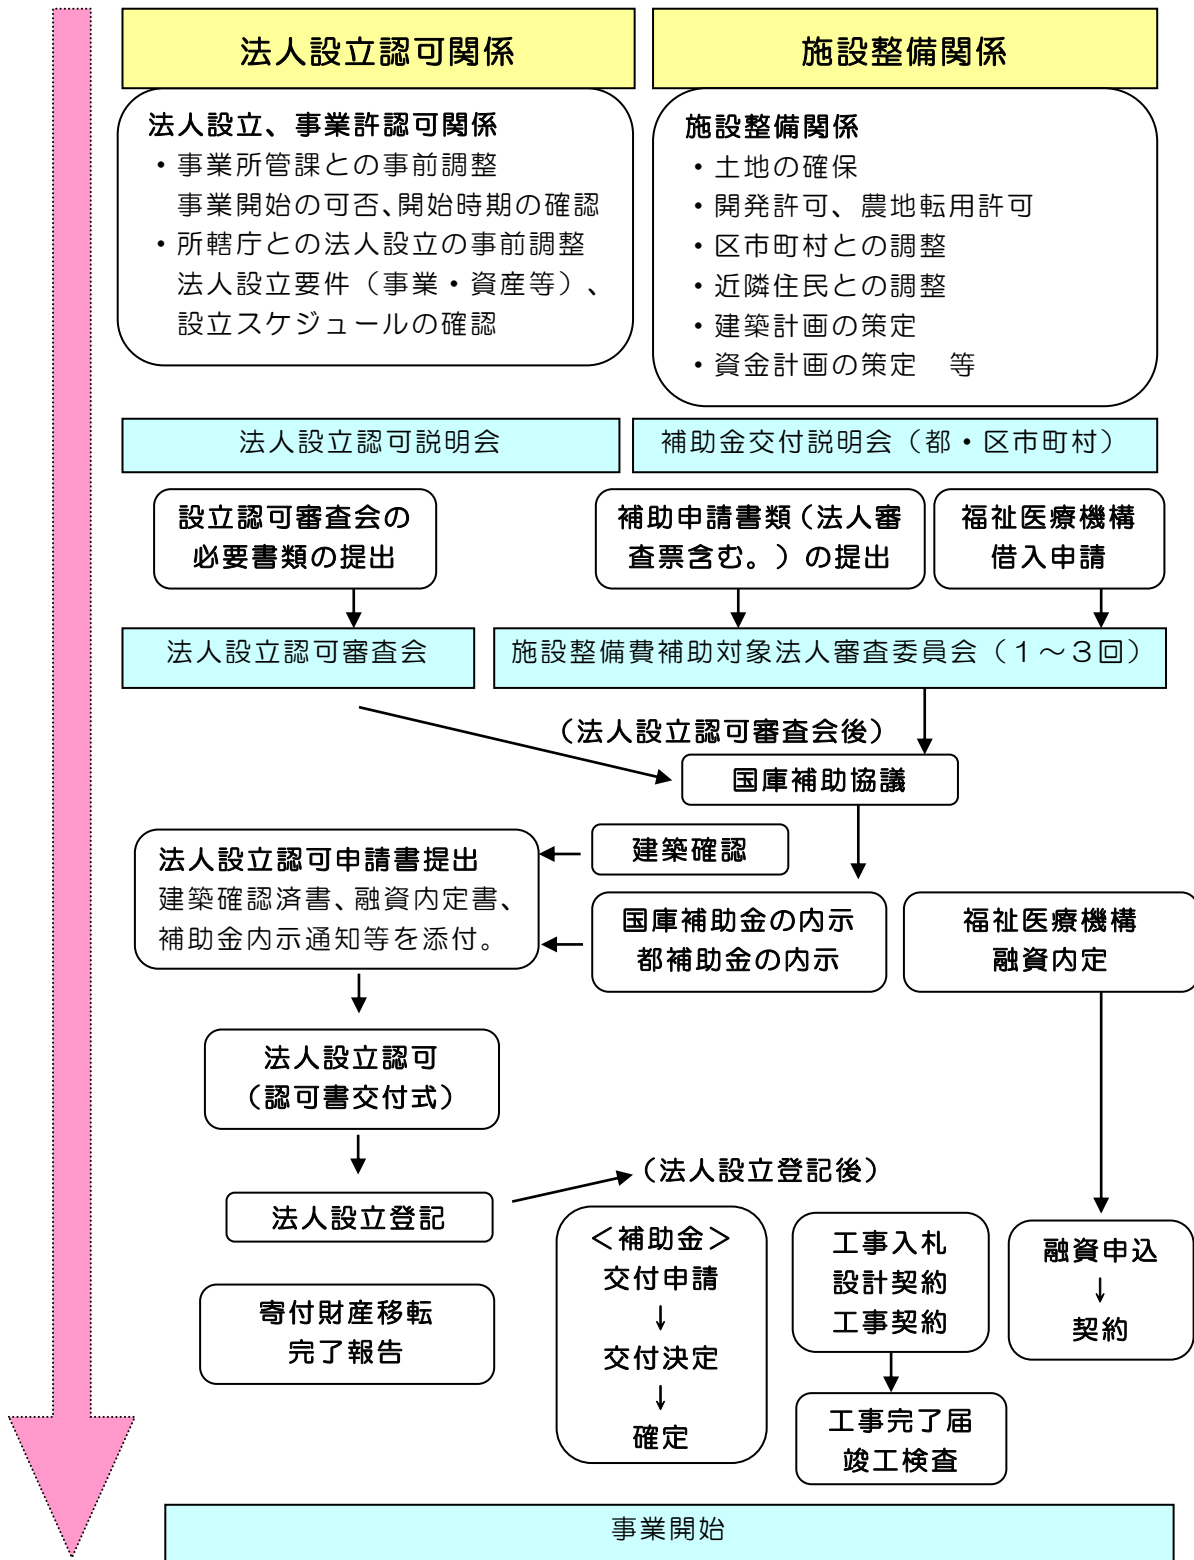 法人設立認可関係
施設整備関係
法人設立、事業許認可関係
・事業所管課との事前調整
事業開始の可否、開始時期の確認
・所轄庁との法人設立の事前調整
法人設立要件（事業・資産等）、
設立スケジュールの確認
施設整備関係
・土地の確保
・開発許可、農地転用許可
・区市町村との調整
・近隣住民との調整
・建築計画の策定
・資金計画の策定　等
法人設立認可説明会
補助金交付説明会（都・区市町村）
設立認可審査会の
必要書類の提出
補助申請書類（法人審
査票含む。）の提出
福祉医療機構
借入申請
法人設立認可審査会
施設整備費補助対象法人審査委員会（１～３回）
（法人設立認可審査会後）
国庫補助協議
建築確認
法人設立認可申請書提出
建築確認済書、融資内定書、
補助金内示通知等を添付。
国庫補助金の内示
都補助金の内示
福祉医療機構
融資内定
法人設立認可
（認可書交付式）
（法人設立登記後）
法人設立登記
＜補助金＞
交付申請
↓
交付決定
↓
確定
工事入札
設計契約
工事契約
融資申込
↓
契約
寄付財産移転
完了報告
工事完了届
竣工検査
事業開始